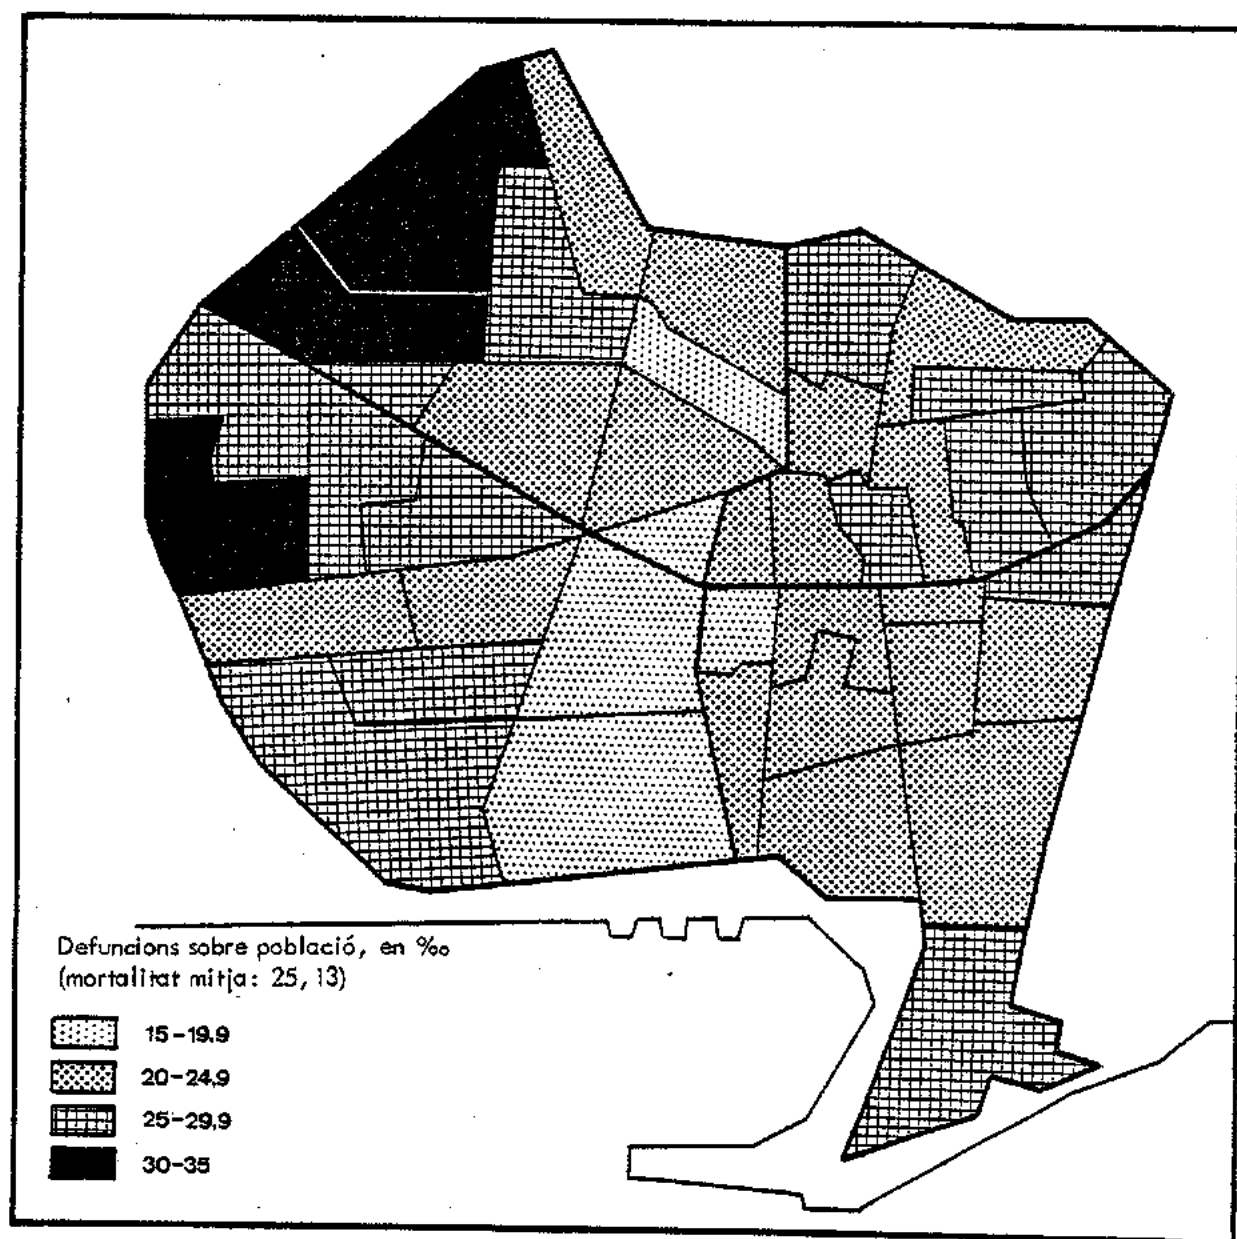 Defuncions sobre població, en ‰
(mortalitat mitja: 25, 13)
15-19.9
20-24.9
25-29.9
30-35